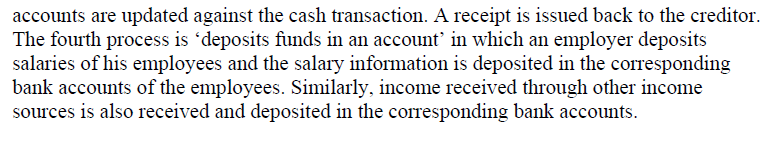 accounts are updated against the cash transaction. A receipt is issued back to the creditor.
The fourth process is ‘deposits funds in an account’ in which an employer deposits
salaries of his employees and the salary information is deposited in the corresponding
bank accounts of the employees. Similarly, income received through other income
sources is also received and deposited in the corresponding bank accounts.